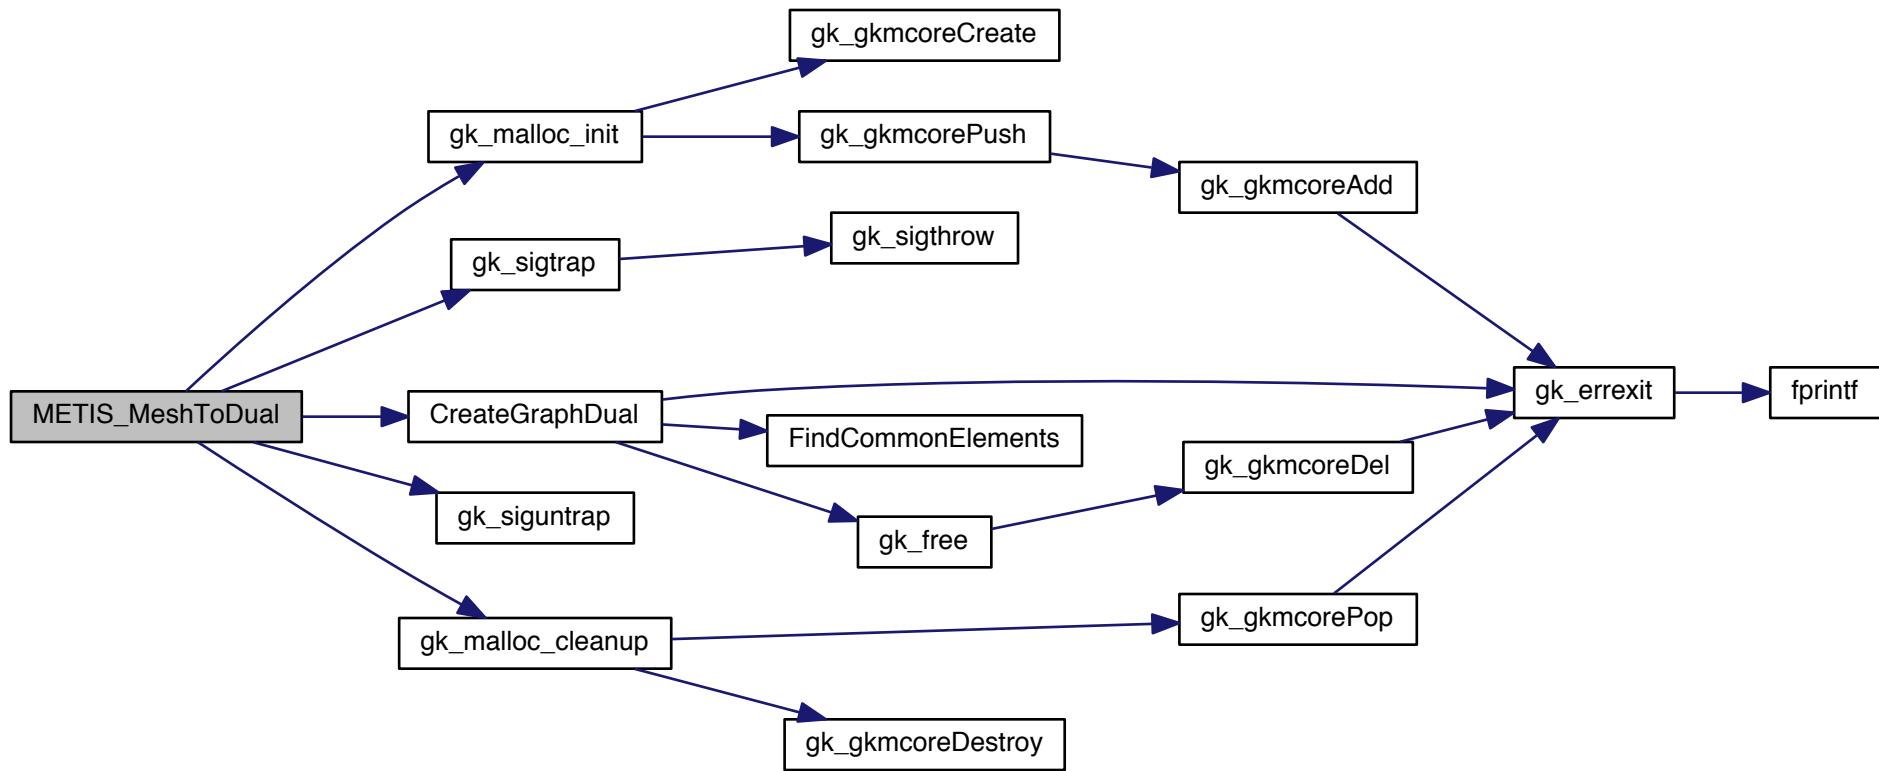 gk_gkmcoreCreate
gk_malloc_init
gk_gkmcorePush
gk_gkmcoreAdd
gk_sigtrap
gk_sigthrow
METIS_MeshToDual
CreateGraphDual
gk_errexit
fprintf
FindCommonElements
gk_gkmcoreDel
gk_siguntrap
gk_free
gk_malloc_cleanup
gk_gkmcorePop
gk_gkmcoreDestroy